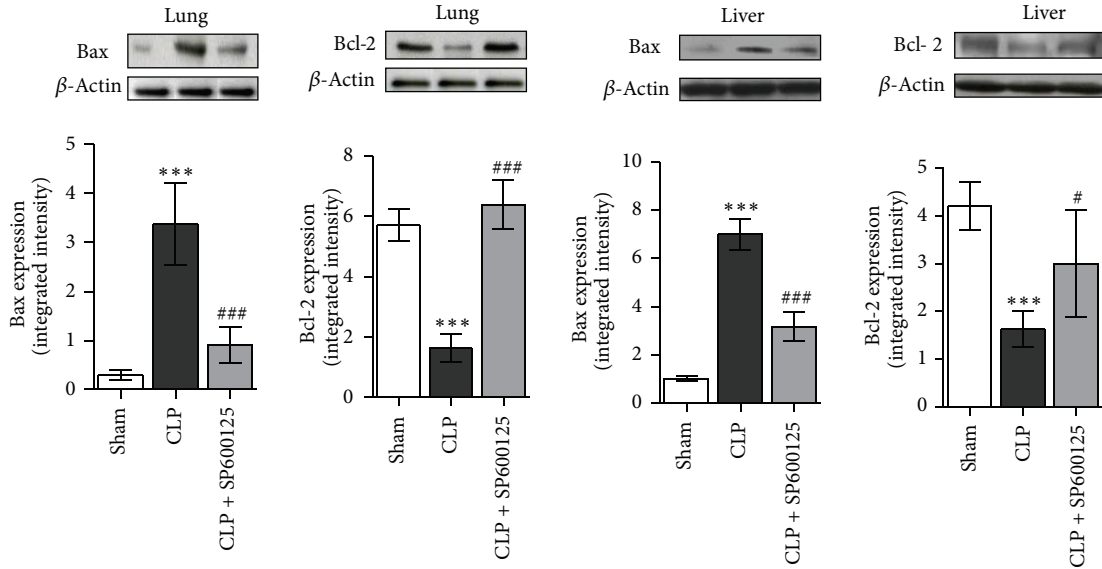 Lung
Bax
β-Actin
Bax expression
(integrated intensity)
5
4
3
2
1
0
***
###
Sham
CLP
CLP + SP600125
Lung
Bcl-2
β-Actin
Bcl-2 expression
(integrated intensity)
8
6
4
2
0
***
###
Sham
CLP
CLP + SP600125
Liver
Bax
β-Actin
Bax expression
(integrated intensity)
10
8
6
4
2
0
***
###
Sham
CLP
CLP + SP600125
Liver
Bcl- 2
β-Actin
Bcl-2 expression
(integrated intensity)
5
4
3
2
1
0
***
#
Sham
CLP
CLP + SP600125